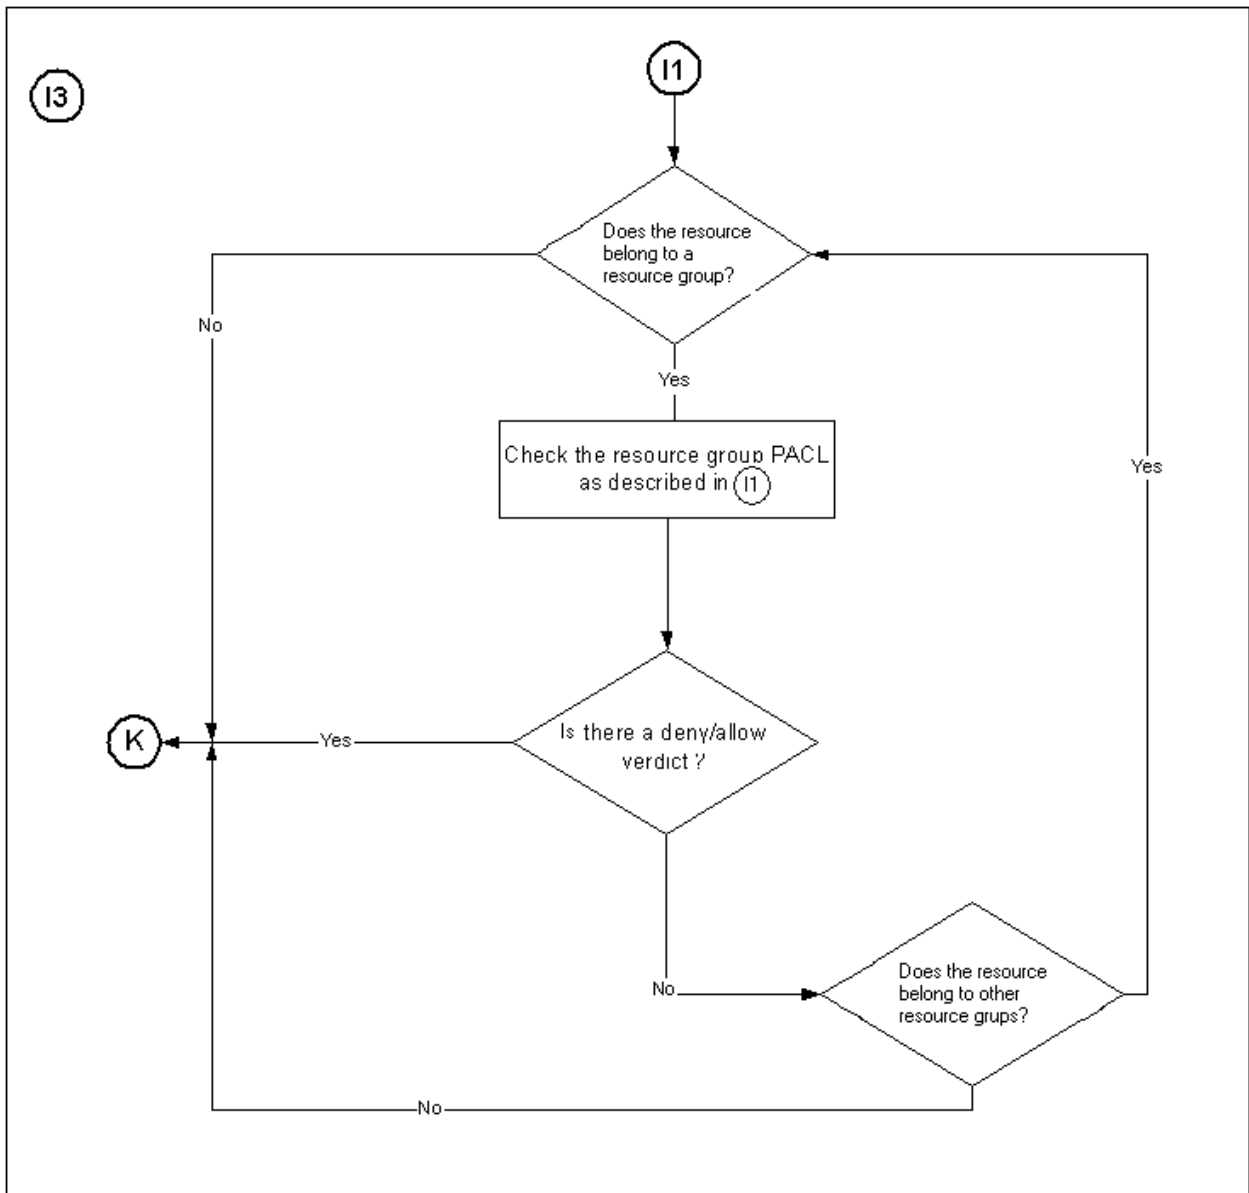 I1
I3
Does the resource
belong to a
resource group?
No
Yes
Check the resource group PACL
as described in I1
Yes
Is there a deny/allow
verdict ?
K
Yes
No
Does the resource
belong to other
resource grups?
No